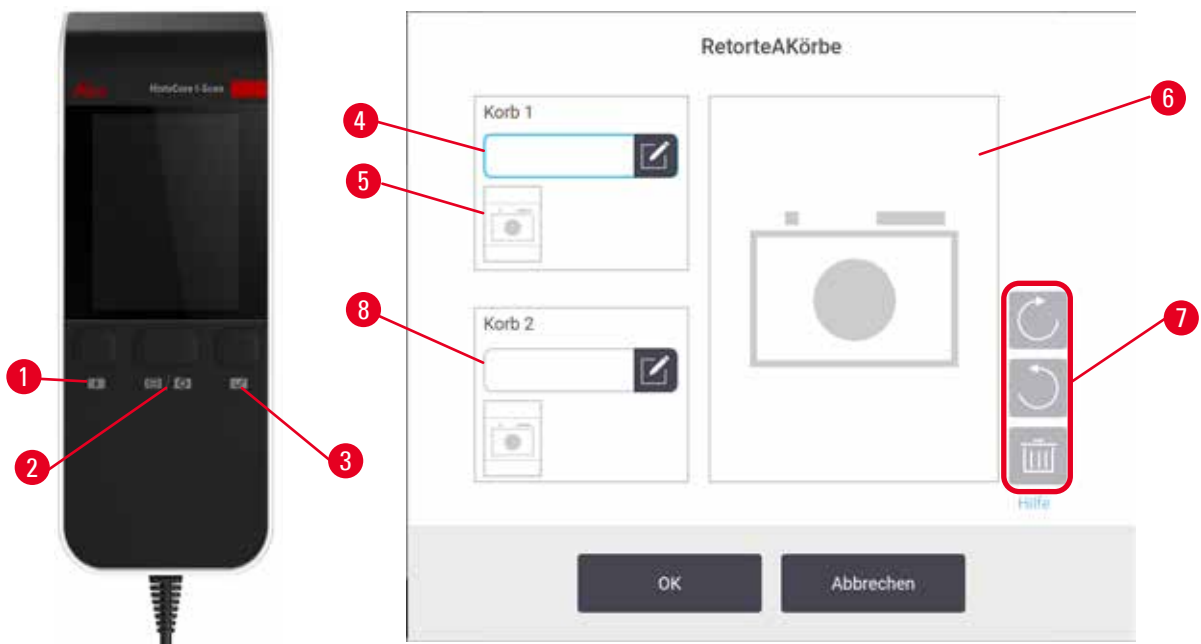 Leica
HistoCore I-Scan
1
2
3
RetorteAKörbe
Korb 1
4
5
6
Korb 2
8
7
Hilfe
OK
Abbrechen